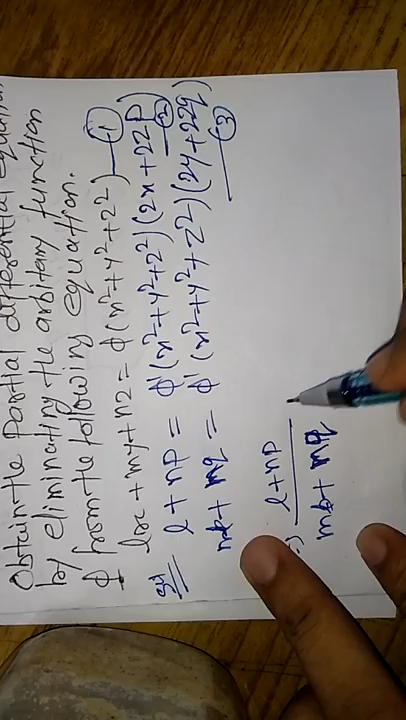 Obtain the Partial differential equation
by eliminating the arbitary function
ϕ from the following equation.
lx + my + nz = ϕ(x²+y²+z²) — (1)
Sol l + np = ϕ'(x²+y²+z²)(2x+2zp) — (2)
m + nq = ϕ'(x²+y²+z²)(2y+2zq) — (3)
∴) l+np / m+nq